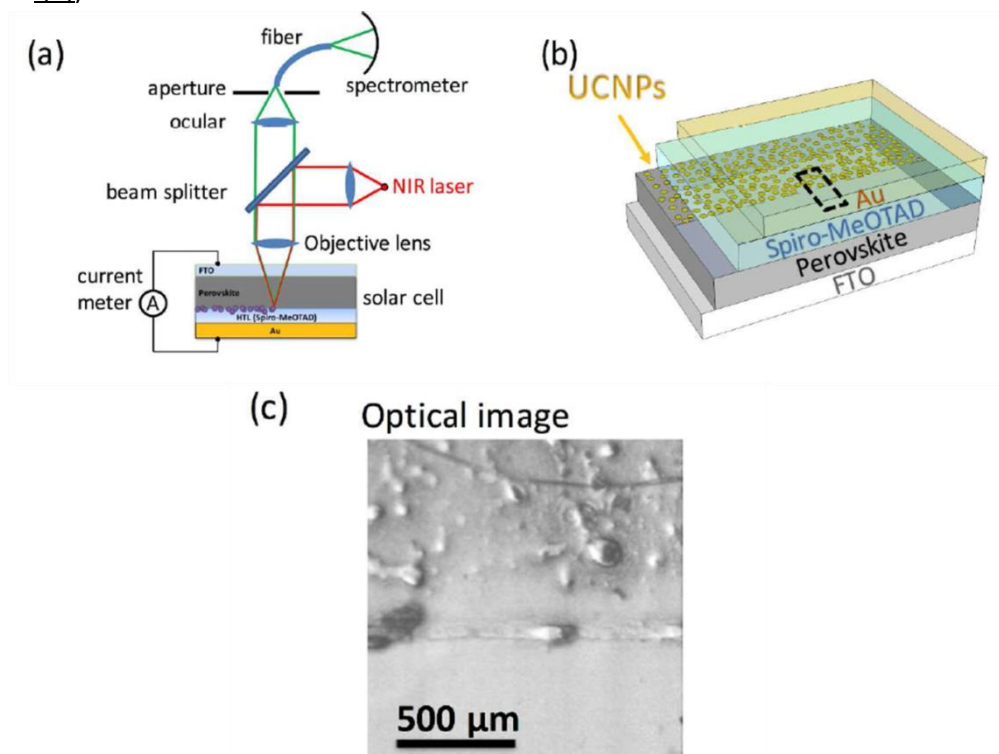 (a)
fiber
spectrometer
aperture
ocular
beam splitter
NIR laser
Objective lens
current
meter
A
FTO
Perovskite
HTL (Spiro-MeOTAD)
Au
solar cell
(b)
UCNPs
Au
Spiro-MeOTAD
Perovskite
FTO
(c)
Optical image
500 µm